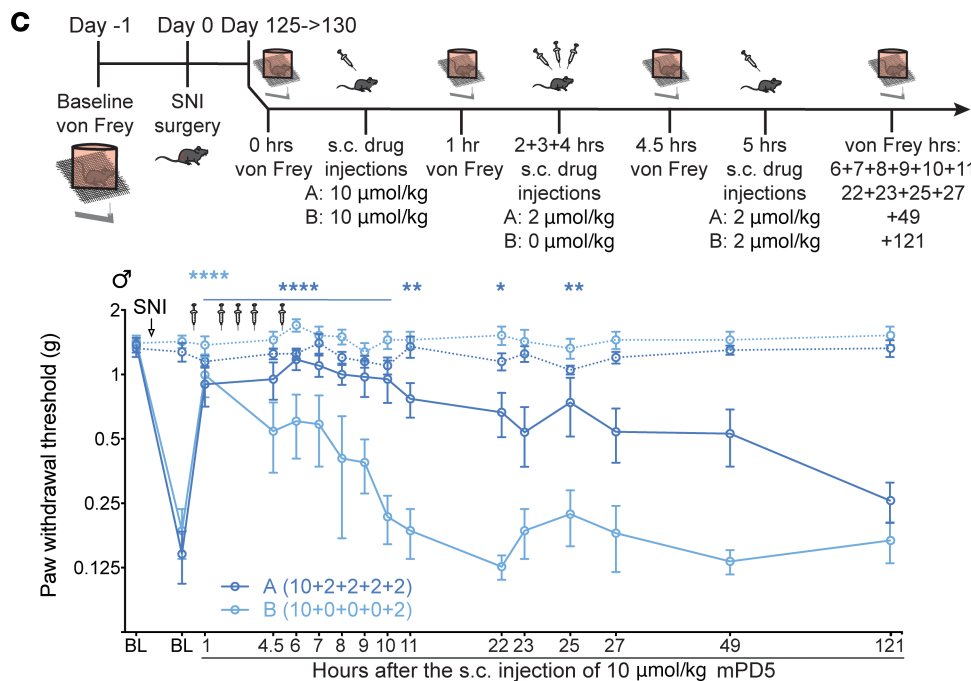 C
Day -1
Day 0
Day 125->130
Baseline
von Frey
SNI
surgery
0 hrs
von Frey
s.c. drug
injections
A: 10 μmol/kg
B: 10 μmol/kg
1 hr
von Frey
2+3+4 hrs
s.c. drug
injections
A: 2 μmol/kg
B: 0 μmol/kg
4.5 hrs
von Frey
5 hrs
s.c. drug
injections
A: 2 μmol/kg
B: 2 μmol/kg
von Frey hrs:
6+7+8+9+10+11
22+23+25+27
+49
+121
♂
SNI
**** **** ** * **
Paw withdrawal threshold (g)
2
1
0.5
0.25
0.125
A (10+2+2+2+2)
B (10+0+0+0+2)
BL BL 1 4.5 6 7 8 9 10 11 22 23 25 27 49 121
Hours after the s.c. injection of 10 μmol/kg mPD5